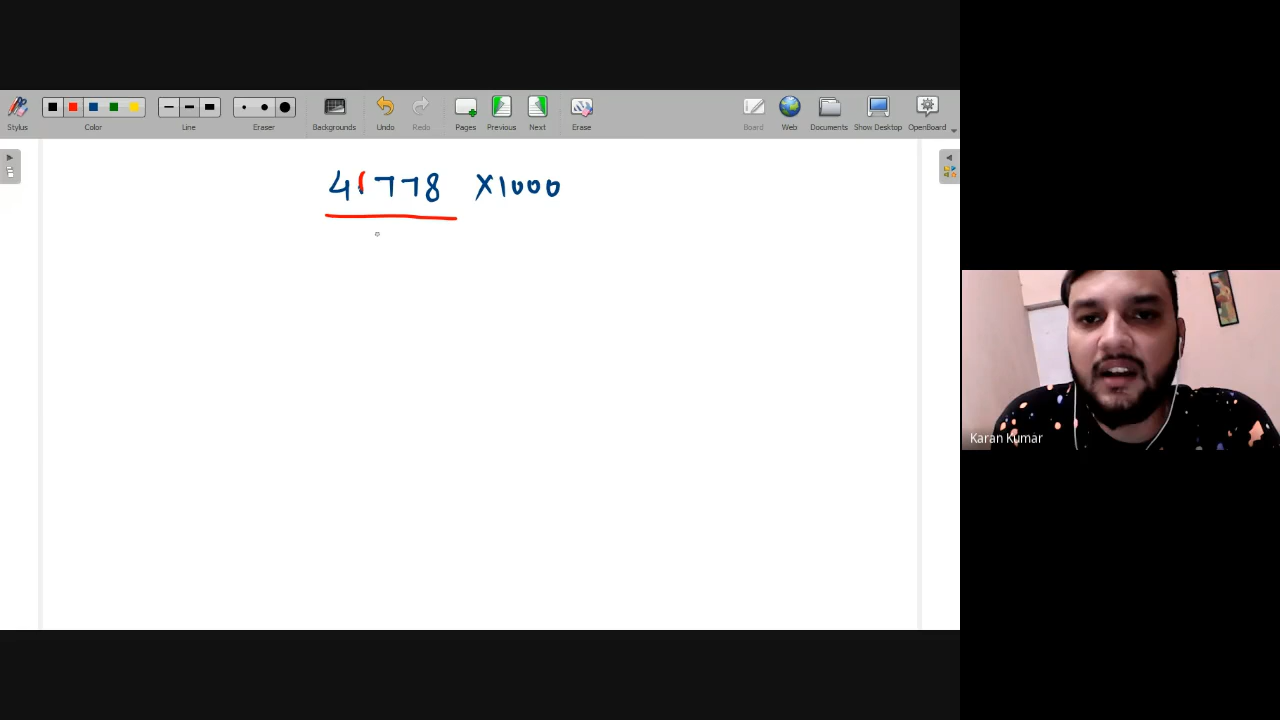 Stylus Color Line Eraser Backgrounds Undo Redo Pages Previous Next Erase Board Web Documents Show Desktop OpenBoard
4.778 X1000
Karan Kumar